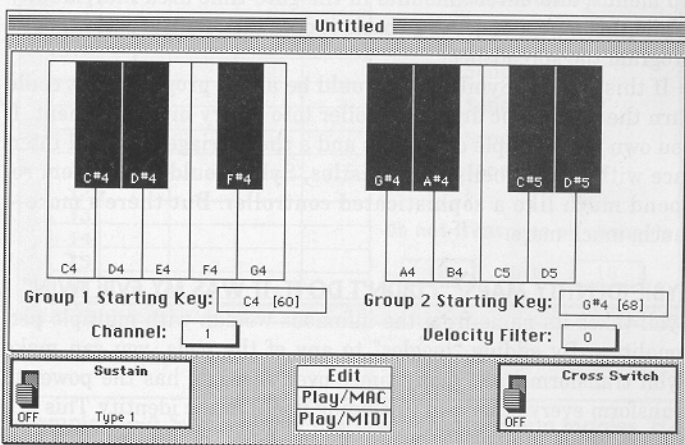 Untitled
C#4 D#4 F#4 G#4 A#4 C#5 D#5
C4 D4 E4 F4 G4 A4 B4 C5 D5
Group 1 Starting Key: C4 [60]
Group 2 Starting Key: G#4 [68]
Channel: 1
Velocity Filter: 0
Sustain
OFF
Type 1
Edit
Play/MAC
Play/MIDI
Cross Switch
OFF